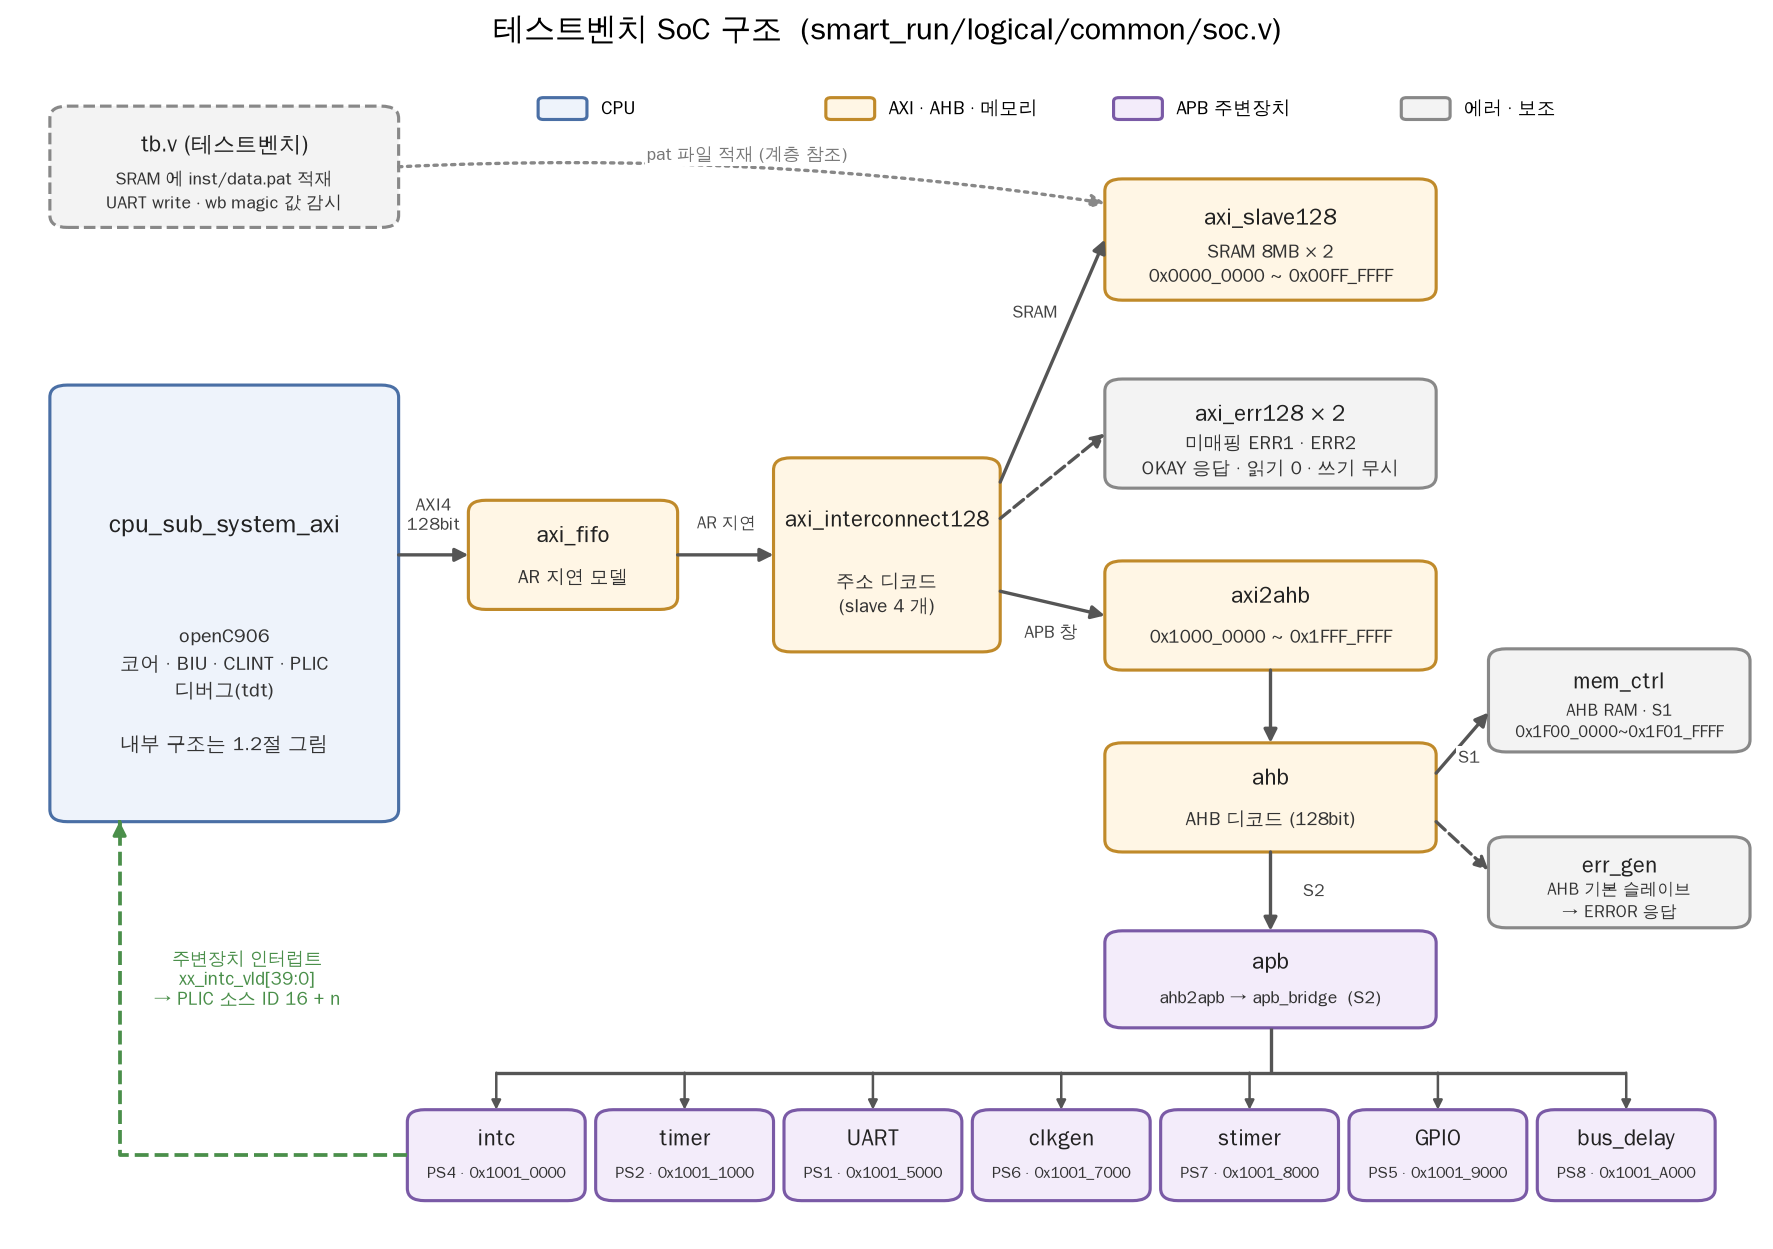 테스트벤치 SoC 구조 (smart_run/logical/common/soc.v)
CPU
AXI · AHB · 메모리
APB 주변장치
에러 · 보조
tb.v (테스트벤치)
SRAM 에 inst/data.pat 적재
UART write · wb magic 값 감시
pat 파일 적재 (계층 참조)
axi_slave128
SRAM 8MB × 2
0x0000_0000 ~ 0x00FF_FFFF
SRAM
axi_err128 × 2
미매핑 ERR1 · ERR2
OKAY 응답 · 읽기 0 · 쓰기 무시
cpu_sub_system_axi
openC906
코어 · BIU · CLINT · PLIC
디버그(tdt)
내부 구조는 1.2절 그림
AXI4
128bit
axi_fifo
AR 지연 모델
AR 지연
axi_interconnect128
주소 디코드
(slave 4 개)
APB 창
axi2ahb
0x1000_0000 ~ 0x1FFF_FFFF
mem_ctrl
AHB RAM · S1
0x1F00_0000~0x1F01_FFFF
S1
ahb
AHB 디코드 (128bit)
err_gen
AHB 기본 슬레이브
→ ERROR 응답
S2
apb
ahb2apb → apb_bridge (S2)
주변장치 인터럽트
xx_intc_vld[39:0]
→ PLIC 소스 ID 16 + n
intc
PS4 · 0x1001_0000
timer
PS2 · 0x1001_1000
UART
PS1 · 0x1001_5000
clkgen
PS6 · 0x1001_7000
stimer
PS7 · 0x1001_8000
GPIO
PS5 · 0x1001_9000
bus_delay
PS8 · 0x1001_A000